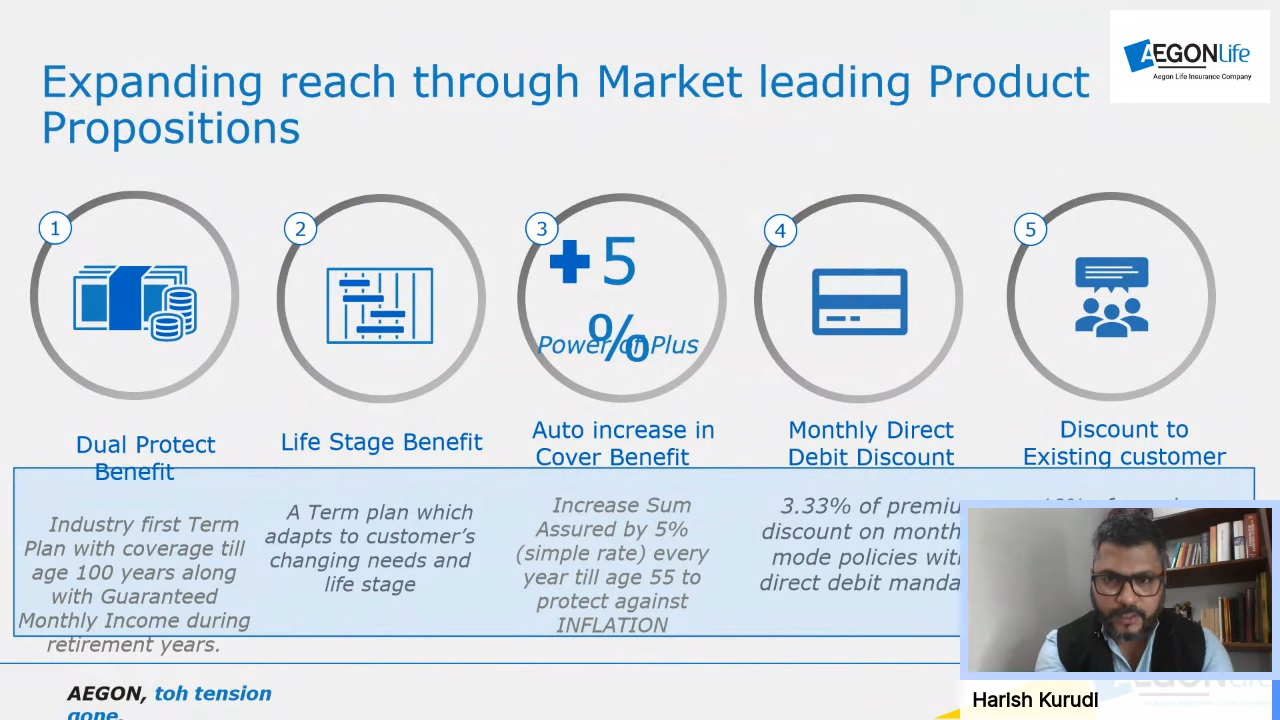 AEGONLife
Aegon Life Insurance Company
Expanding reach through Market leading Product
Propositions
1
2
3
4
5
+5
%
Power of Plus
Dual Protect
Benefit
Life Stage Benefit
Auto increase in
Cover Benefit
Monthly Direct
Debit Discount
Discount to
Existing customer
Industry first Term
Plan with coverage till
age 100 years along
with Guaranteed
Monthly Income during
retirement years.
A Term plan which
adapts to customer’s
changing needs and
life stage
Increase Sum
Assured by 5%
(simple rate) every
year till age 55 to
protect against
INFLATION
3.33% of
discount on
mode policies
direct debit
AEGON, toh tension
gone.
Harish Kurudi
AEGONLife